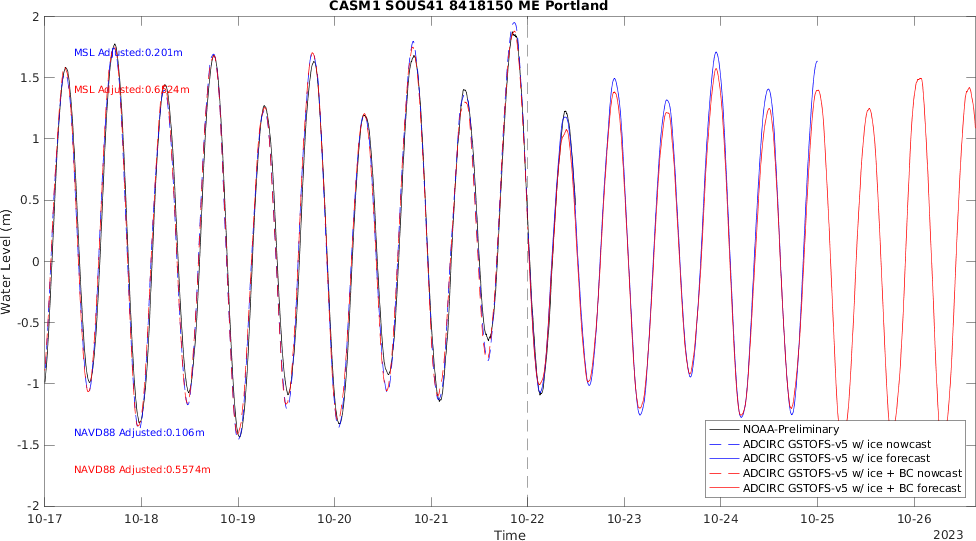 CASM1 SOUS41 8418150 ME Portland
2
1.5
1
0.5
0
-0.5
-1
-1.5
-2
Water Level (m)
MSL Adjusted:0.201m
MSL Adjusted:0.6324m
NAVD88 Adjusted:0.106m
NAVD88 Adjusted:0.5574m
NOAA-Preliminary
ADCIRC GSTOFS-v5 w/ ice nowcast
ADCIRC GSTOFS-v5 w/ ice forecast
ADCIRC GSTOFS-v5 w/ ice + BC nowcast
ADCIRC GSTOFS-v5 w/ ice + BC forecast
10-17 10-18 10-19 10-20 10-21 10-22 10-23 10-24 10-25 10-26
Time
2023